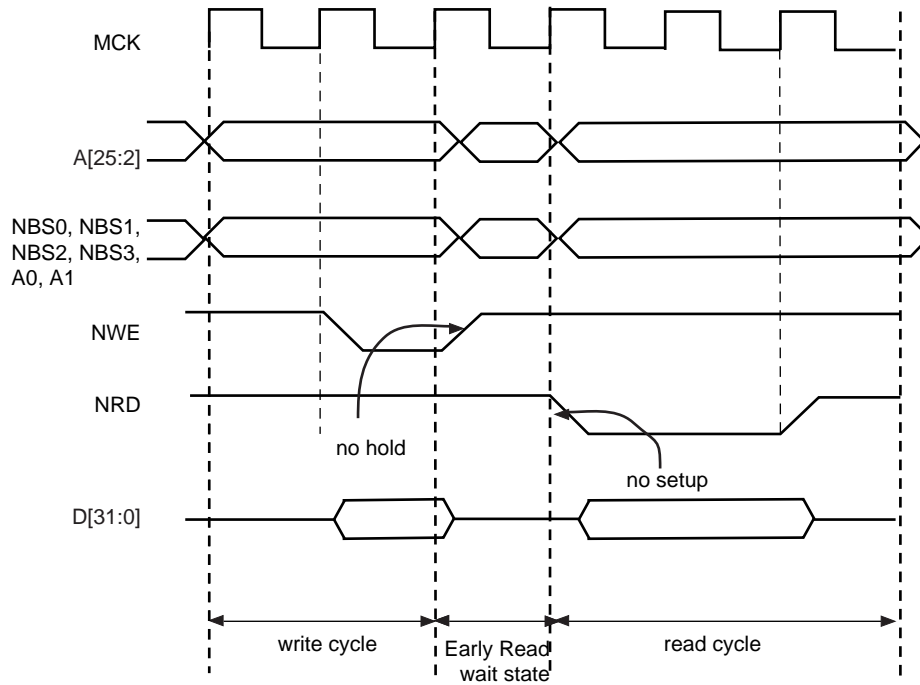 MCK
A[25:2]
NBS0, NBS1,
NBS2, NBS3,
A0, A1
NWE
NRD
no hold
no setup
D[31:0]
write cycle
Early Read
wait state
read cycle